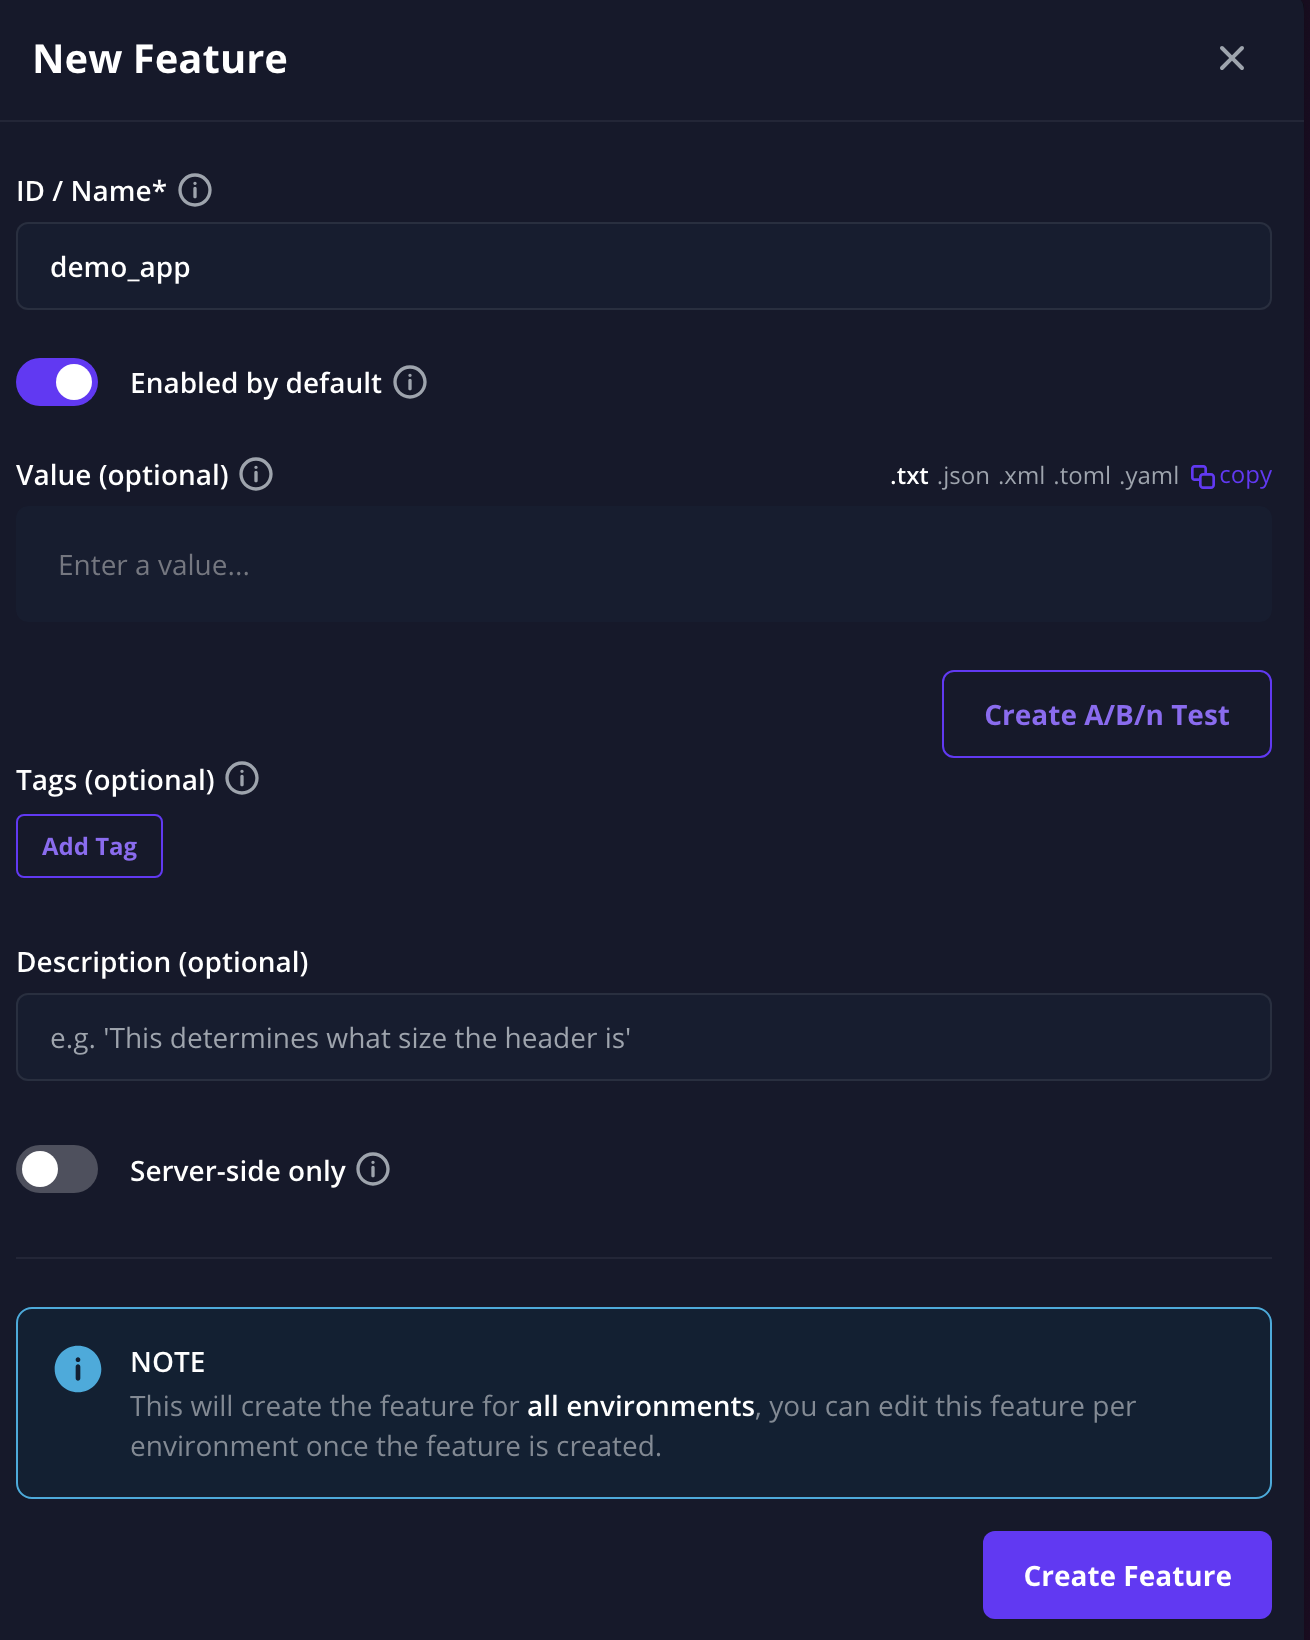 New Feature
ID / Name*
demo_app
Enabled by default
Value (optional)
.txt .json .xml .toml .yaml copy
Enter a value...
Create A/B/n Test
Tags (optional)
Add Tag
Description (optional)
e.g. 'This determines what size the header is'
Server-side only
NOTE
This will create the feature for all environments, you can edit this feature per
environment once the feature is created.
Create Feature